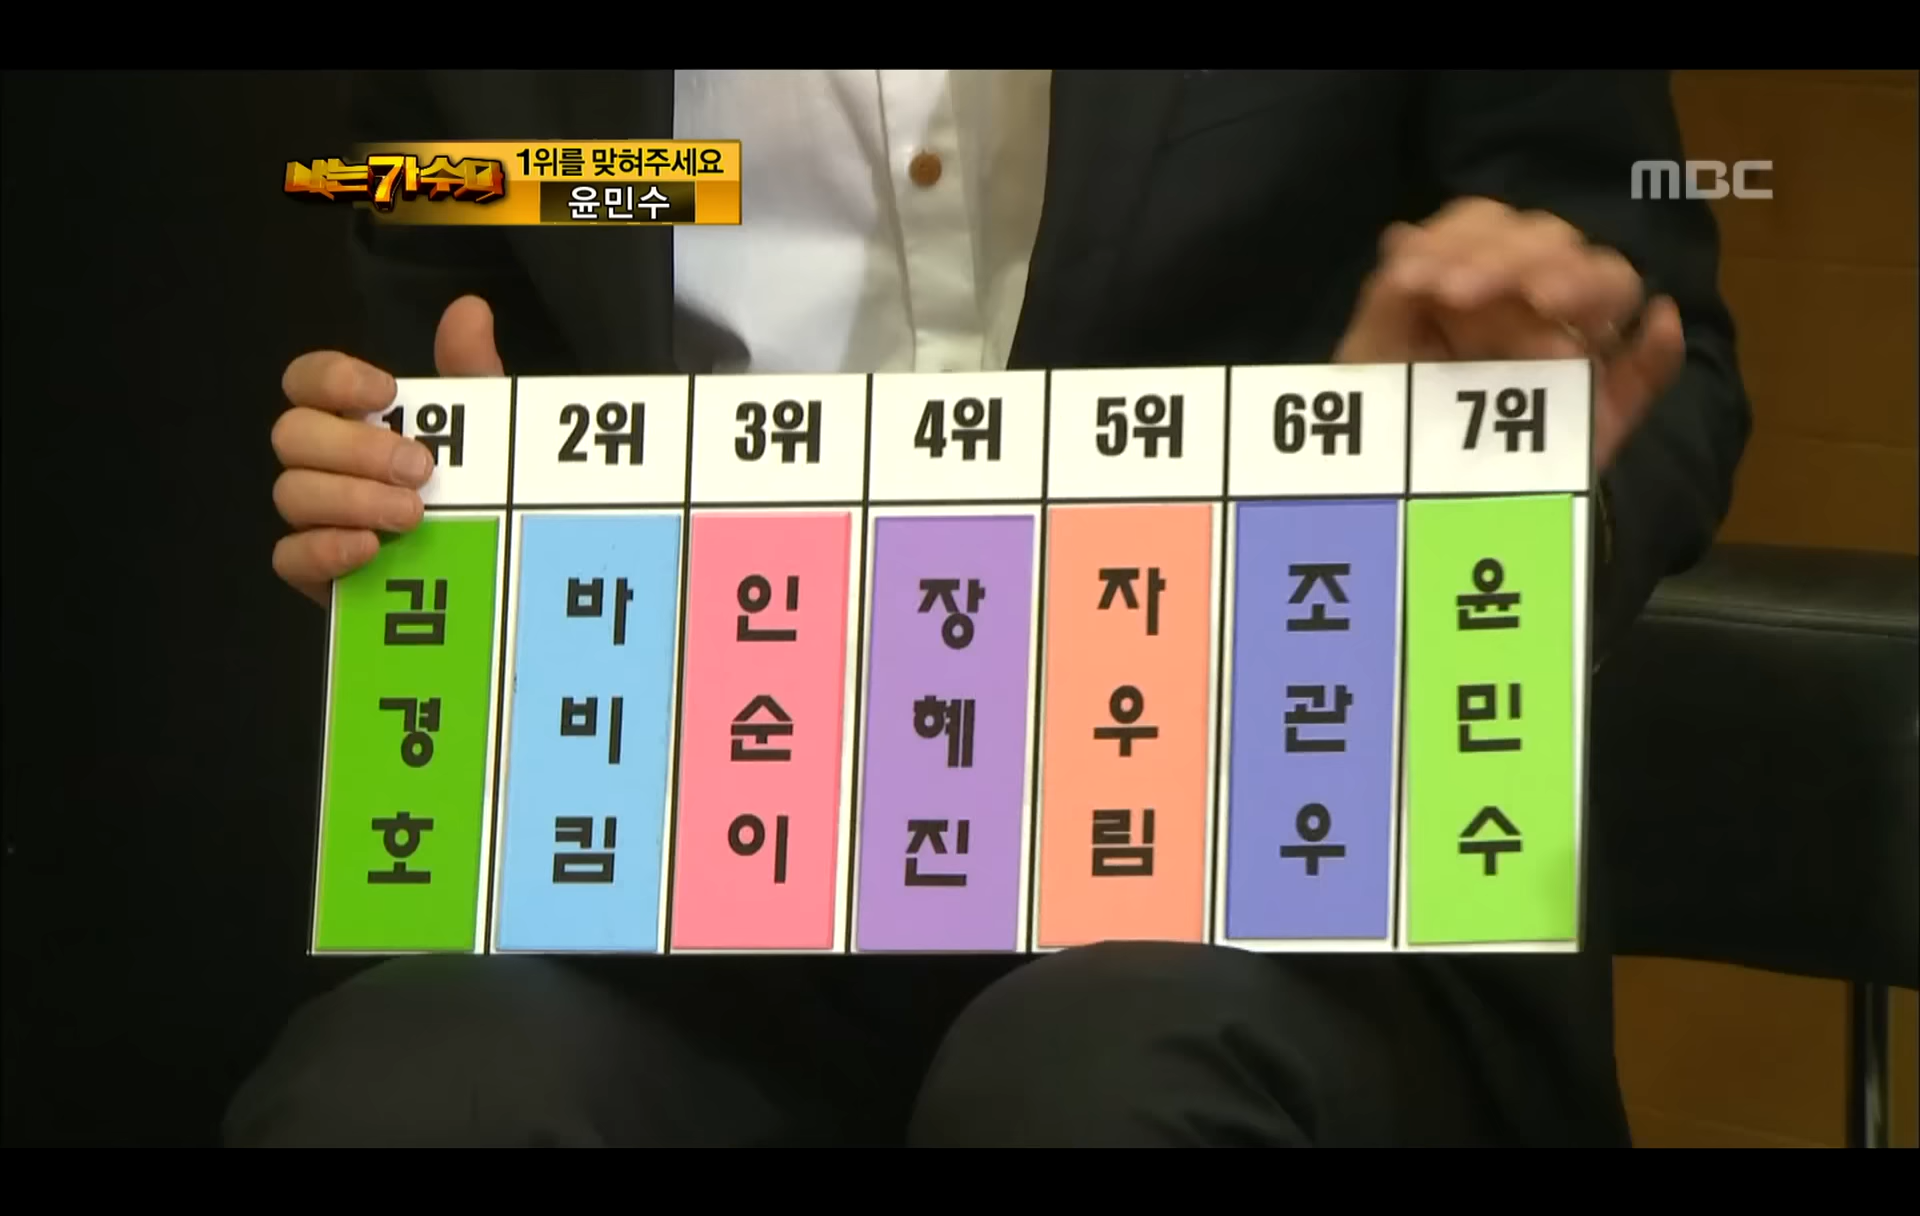 나는 가수다
1위를 맞혀주세요
윤민수
MBC
1위 2위 3위 4위 5위 6위 7위
김경호 바비킴 인순이 장혜진 자우림 조관우 윤민수